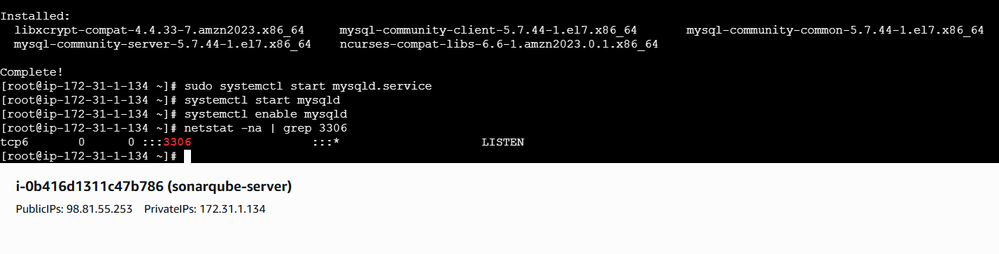 Installed:
libxcrypt-compat-4.4.33-7.amzn2023.x86_64 mysql-community-client-5.7.44-1.el7.x86_64 mysql-community-common-5.7.44-1.el7.x86_64
mysql-community-server-5.7.44-1.el7.x86_64 ncurses-compat-libs-6.6-1.amzn2023.0.1.x86_64
Complete!
[root@ip-172-31-1-134 ~]# sudo systemctl start mysqld.service
[root@ip-172-31-1-134 ~]# systemctl start mysqld
[root@ip-172-31-1-134 ~]# systemctl enable mysqld
[root@ip-172-31-1-134 ~]# netstat -na | grep 3306
tcp6 0 0 :::3306 :::* LISTEN
[root@ip-172-31-1-134 ~]#
i-0b416d1311c47b786 (sonarqube-server)
PublicIPs: 98.81.55.253 PrivateIPs: 172.31.1.134